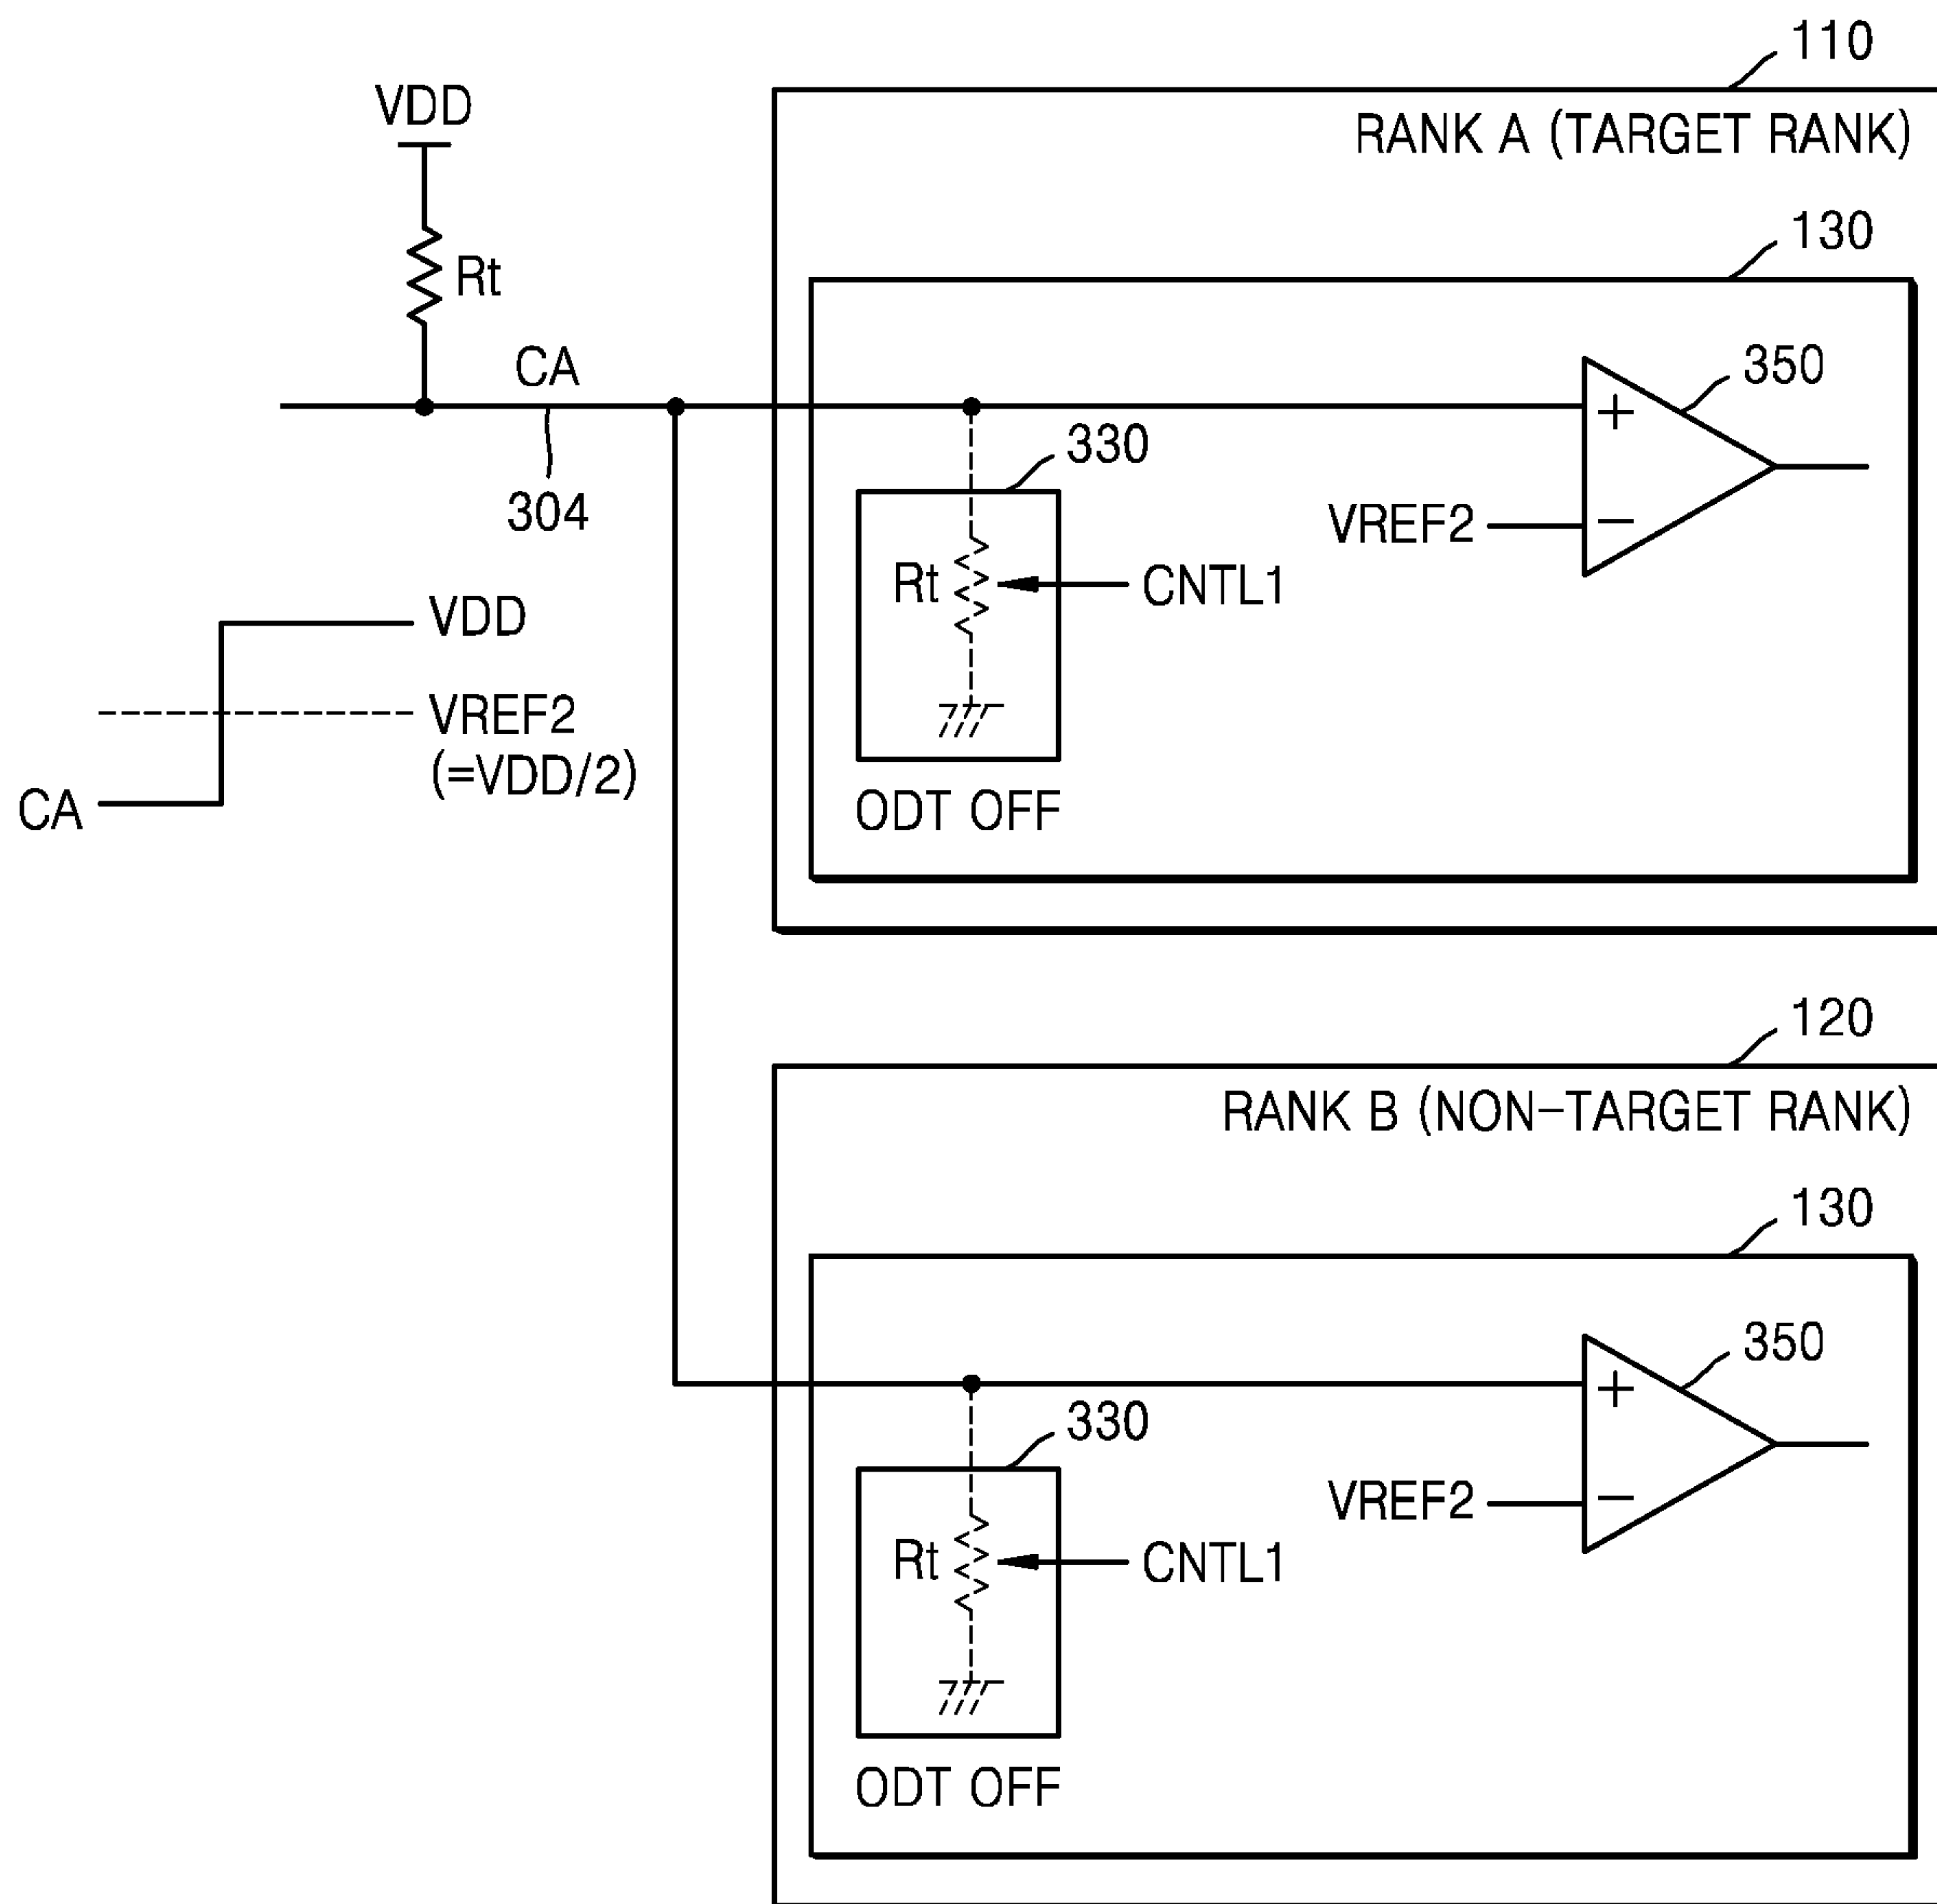 110
VDD
RANK A (TARGET RANK)
130
Rt
CA
350
+
330
304
VREF2
−
Rt
CNTL1
VDD
VREF2
(=VDD/2)
CA
ODT OFF
120
RANK B (NON-TARGET RANK)
130
350
+
330
VREF2
−
Rt
CNTL1
ODT OFF